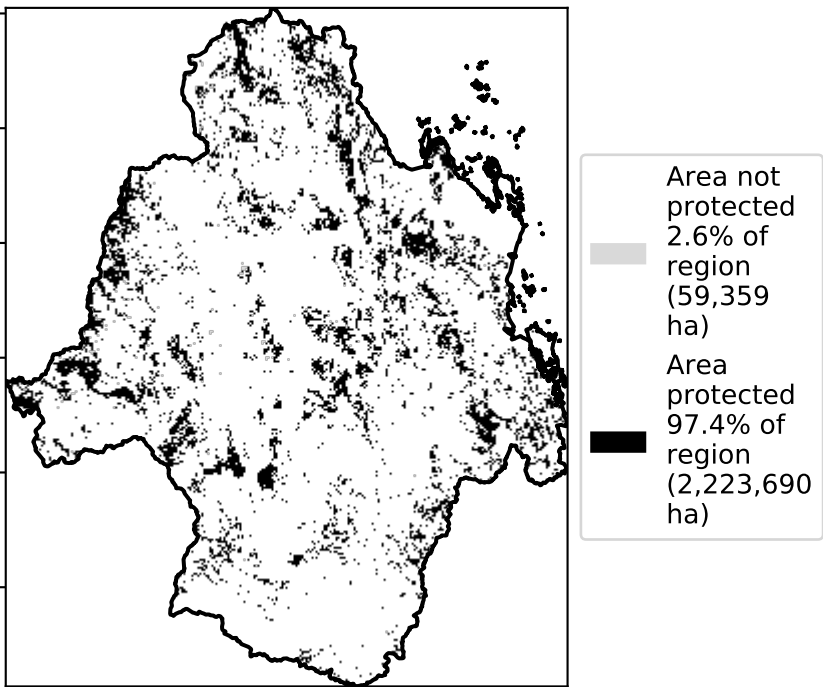 Area not
protected
2.6% of
region
(59,359
ha)
Area
protected
97.4% of
region
(2,223,690
ha)